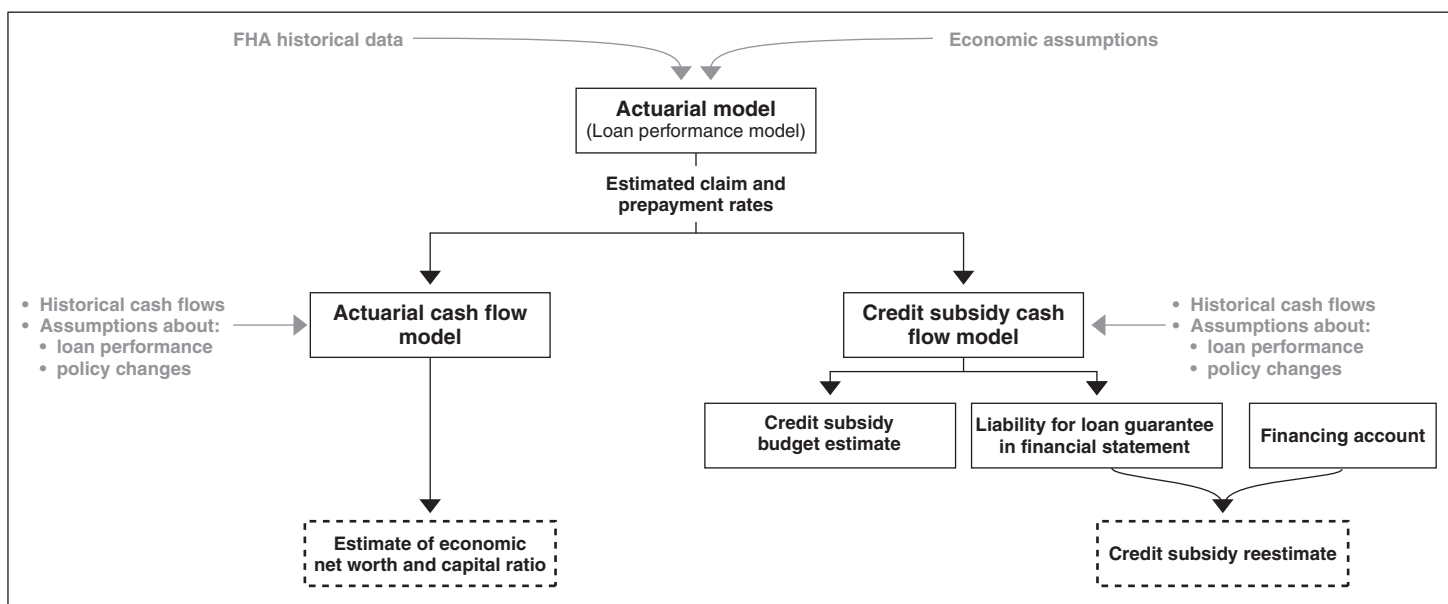 FHA historical data
Economic assumptions
Actuarial model
(Loan performance model)
Estimated claim and
prepayment rates
• Historical cash flows
• Assumptions about:
• loan performance
• policy changes
Actuarial cash flow
model
Credit subsidy cash
flow model
• Historical cash flows
• Assumptions about:
• loan performance
• policy changes
Credit subsidy
budget estimate
Liability for loan guarantee
in financial statement
Financing account
Estimate of economic
net worth and capital ratio
Credit subsidy reestimate